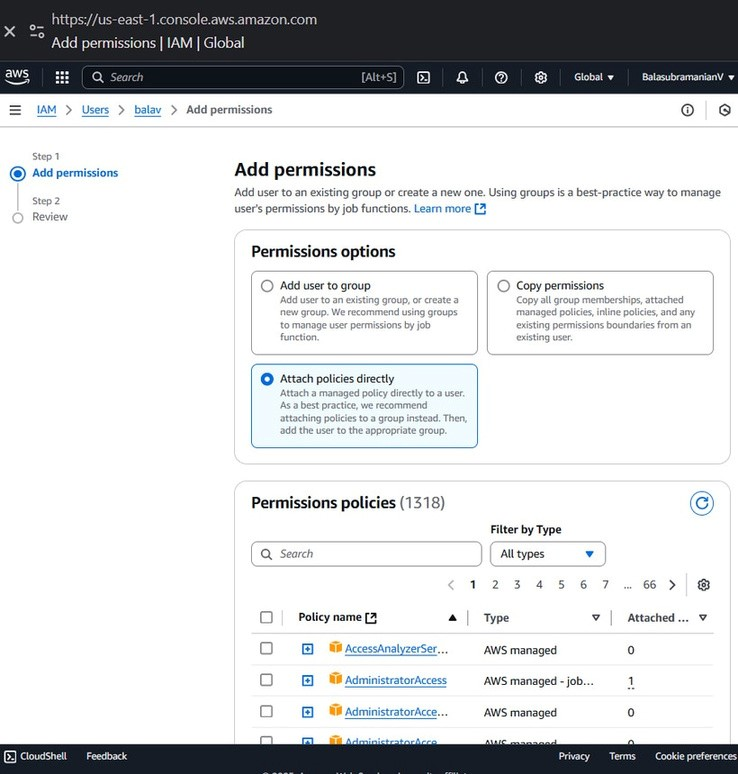 https://us-east-1.console.aws.amazon.com
Add permissions | IAM | Global
aws
Search [Alt+S] Global BalasubramanianV
IAM > Users > balav > Add permissions
Step 1
Add permissions
Step 2
Review
Add permissions
Add user to an existing group or create a new one. Using groups is a best-practice way to manage
user's permissions by job functions. Learn more
Permissions options
Add user to group
Add user to an existing group, or create a
new group. We recommend using groups
to manage user permissions by job
function.
Copy permissions
Copy all group memberships, attached
managed policies, inline policies, and any
existing permissions boundaries from an
existing user.
Attach policies directly
Attach a managed policy directly to a user.
As a best practice, we recommend
attaching policies to a group instead. Then,
add the user to the appropriate group.
Permissions policies (1318)
Filter by Type
Search
All types
1 2 3 4 5 6 7 ... 66
Policy name Type Attached ...
AccessAnalyzerSer... AWS managed 0
AdministratorAccess AWS managed - job... 1
AdministratorAcce... AWS managed 0
AdministratorAcce... AWS managed 0
CloudShell Feedback Privacy Terms Cookie preferences